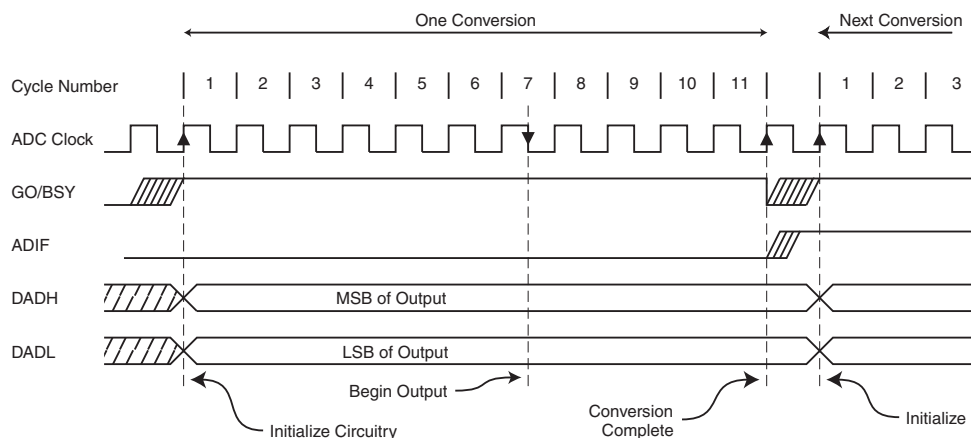 One Conversion
Next Conversion
Cycle Number 1 2 3 4 5 6 7 8 9 10 11 1 2 3
ADC Clock
GO/BSY
ADIF
DADH MSB of Output
DADL LSB of Output
Begin Output
Conversion
Complete
Initialize
Initialize Circuitry